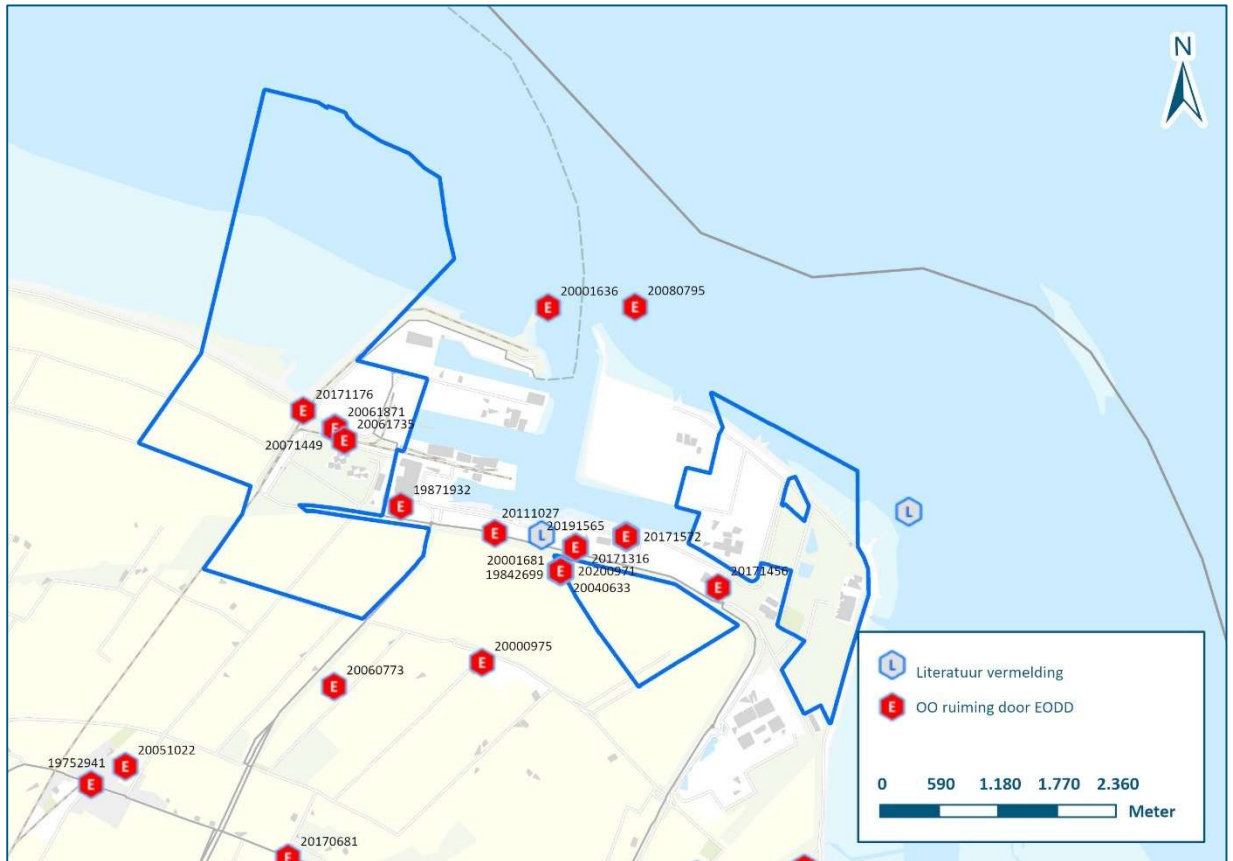 N
E 20001636
E 20080795
E 20171176
E 20061871
20061735
20071449 E
19871932
E
20111027
E L 20191565
E 20171572
E 20171316
20001681
19842699 E 20200971
20040633
E 20171456
L
E 20000975
E 20060773
E 20051022
19752941
E
E 20170681
L Literatuur vermelding
E OO ruiming door EODD
0 590 1.180 1.770 2.360
Meter